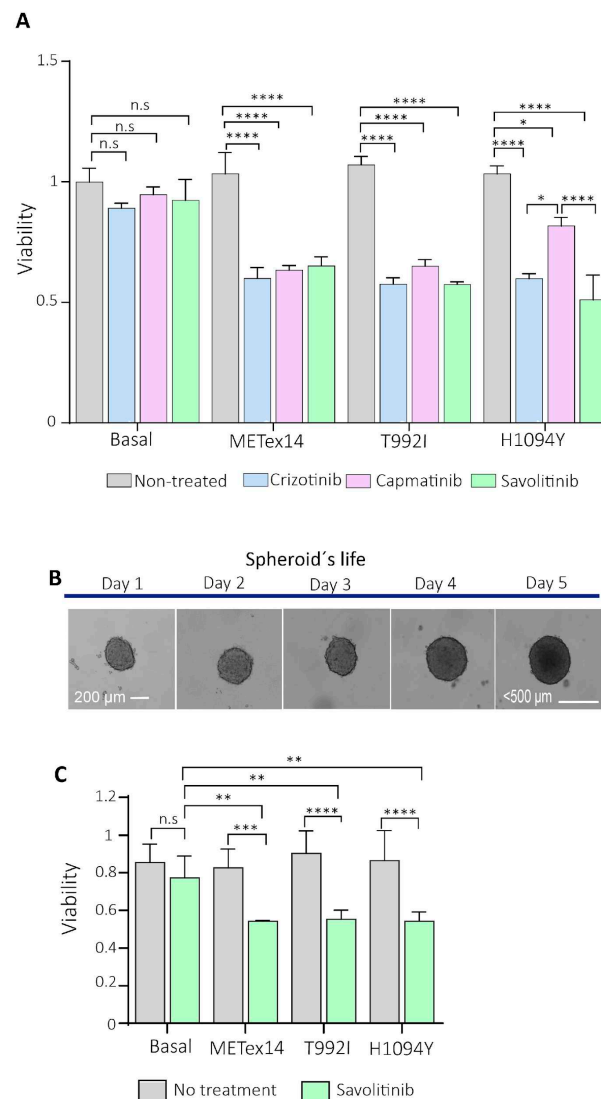 A
1.5
n.s
n.s
n.s
****
****
****
****
****
****
****
*
****
*
****
1
0.5
0
Viability
Basal
METex14
T992I
H1094Y
Non-treated
Crizotinib
Capmatinib
Savolitinib
Spheroid´s life
B
Day 1
Day 2
Day 3
Day 4
Day 5
200 µm
<500 µm
C
**
**
**
n.s
***
****
****
1.2
1
0.8
0.6
0.4
0.2
0
Viability
Basal
METex14
T992I
H1094Y
No treatment
Savolitinib